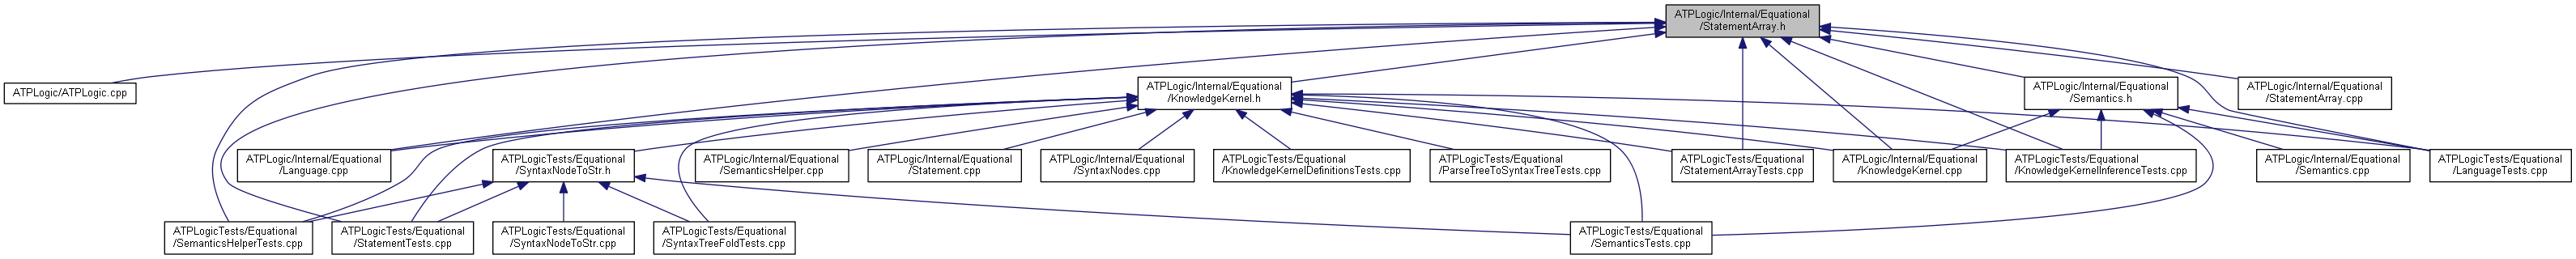 ATPLogic/Internal/Equational
/StatementArray.h
ATPLogic/ATPLogic.cpp
ATPLogic/Internal/Equational
/KnowledgeKernel.h
ATPLogic/Internal/Equational
/Semantics.h
ATPLogic/Internal/Equational
/StatementArray.cpp
ATPLogic/Internal/Equational
/Language.cpp
ATPLogicTests/Equational
/SyntaxNodeToStr.h
ATPLogic/Internal/Equational
/SemanticsHelper.cpp
ATPLogic/Internal/Equational
/Statement.cpp
ATPLogic/Internal/Equational
/SyntaxNodes.cpp
ATPLogicTests/Equational
/KnowledgeKernelDefinitionsTests.cpp
ATPLogicTests/Equational
/ParseTreeToSyntaxTreeTests.cpp
ATPLogicTests/Equational
/StatementArrayTests.cpp
ATPLogic/Internal/Equational
/KnowledgeKernel.cpp
ATPLogicTests/Equational
/KnowledgeKernelInferenceTests.cpp
ATPLogic/Internal/Equational
/Semantics.cpp
ATPLogicTests/Equational
/LanguageTests.cpp
ATPLogicTests/Equational
/SemanticsHelperTests.cpp
ATPLogicTests/Equational
/StatementTests.cpp
ATPLogicTests/Equational
/SyntaxNodeToStr.cpp
ATPLogicTests/Equational
/SyntaxTreeFoldTests.cpp
ATPLogicTests/Equational
/SemanticsTests.cpp